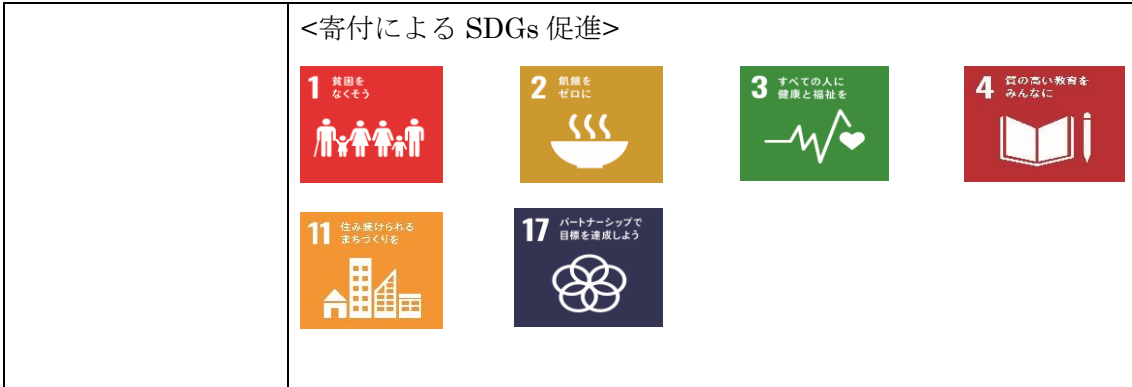 <寄付による SDGs 促進>
1 貧困を
なくそう
2 飢餓を
ゼロに
3 すべての人に
健康と福祉を
4 質の高い教育を
みんなに
11 住み続けられる
まちづくりを
17 パートナーシップで
目標を達成しよう